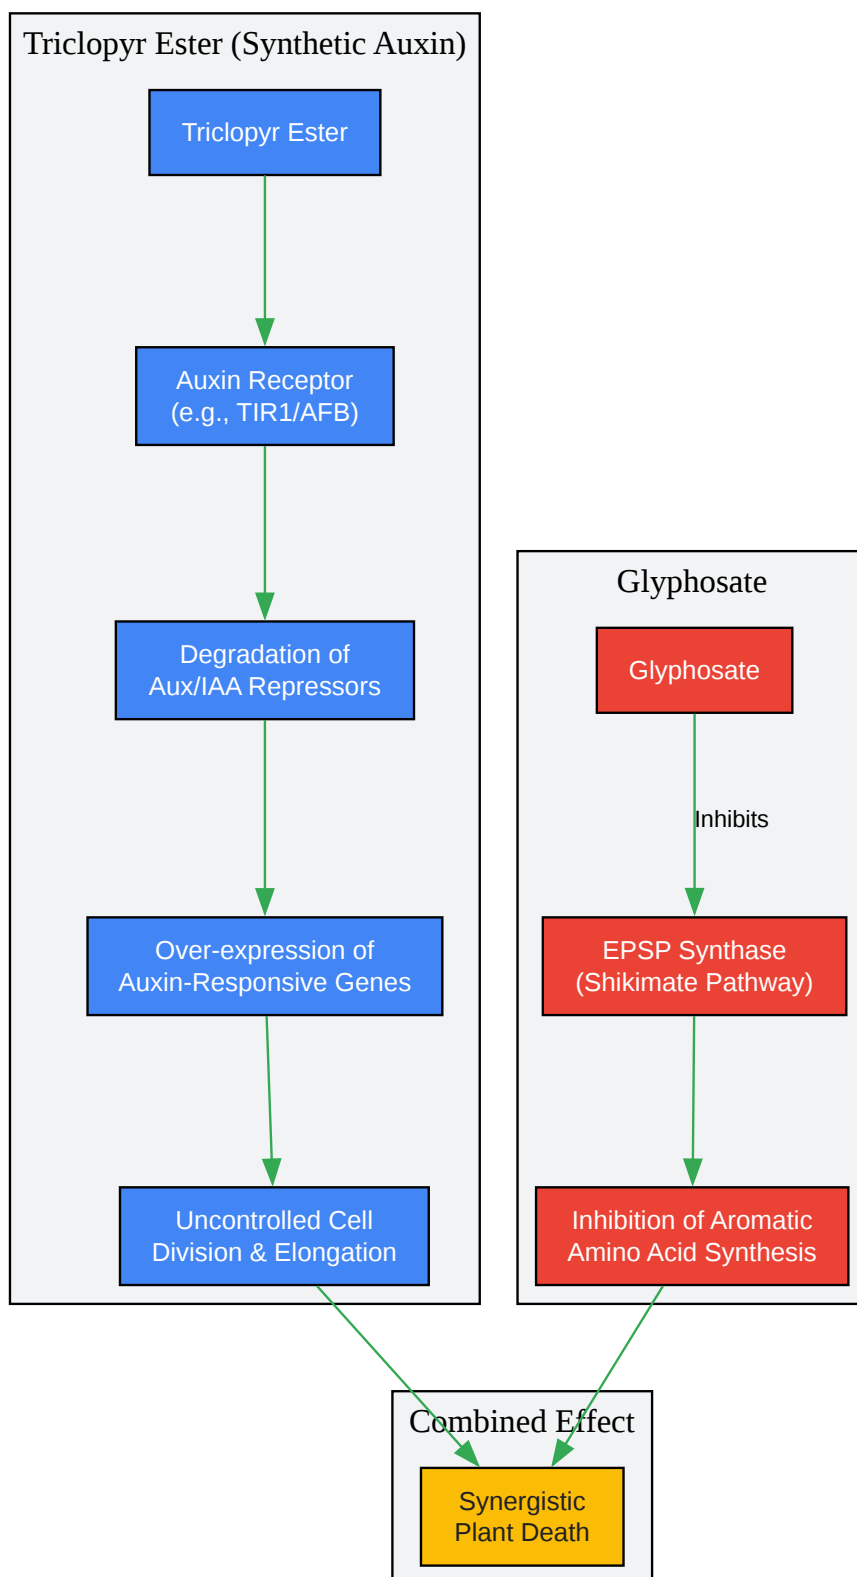 Triclopyr Ester (Synthetic Auxin)
Triclopyr Ester
Auxin Receptor
(e.g., TIR1/AFB)
Degradation of
Aux/IAA Repressors
Over-expression of
Auxin-Responsive Genes
Uncontrolled Cell
Division & Elongation
Glyphosate
Glyphosate
Inhibits
EPSP Synthase
(Shikimate Pathway)
Inhibition of Aromatic
Amino Acid Synthesis
Combined Effect
Synergistic
Plant Death